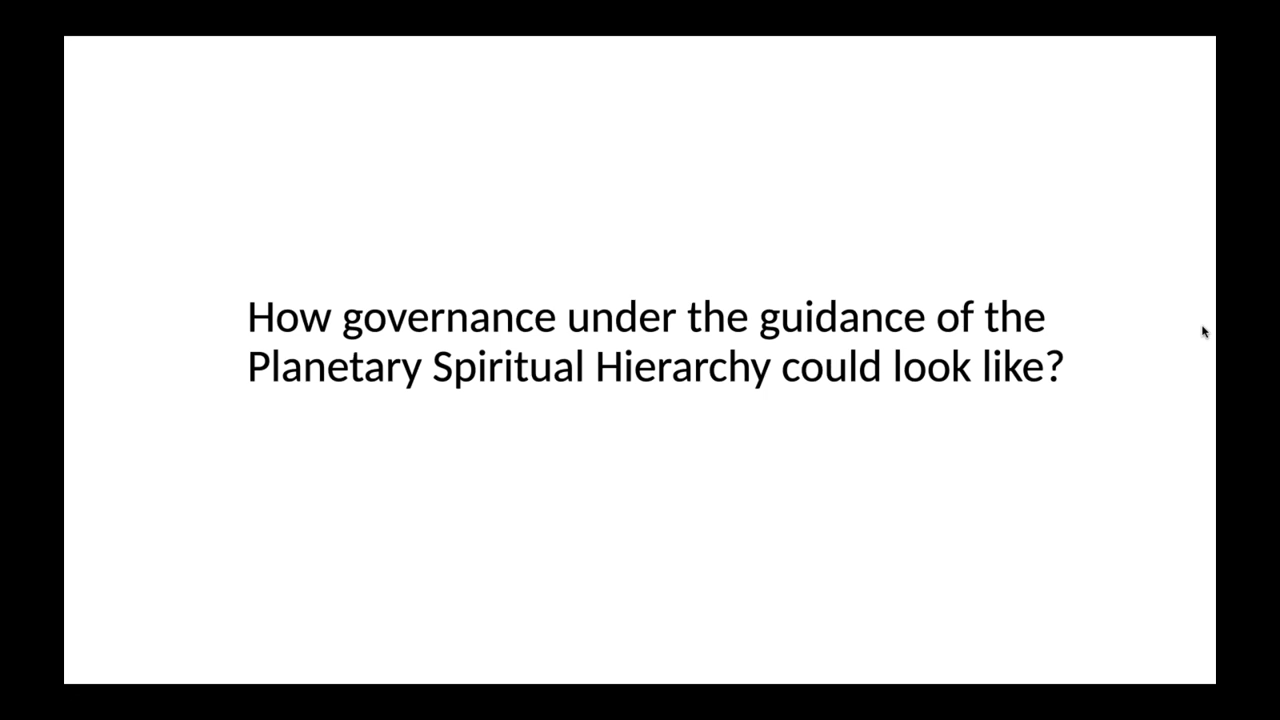 How governance under the guidance of the
Planetary Spiritual Hierarchy could look like?